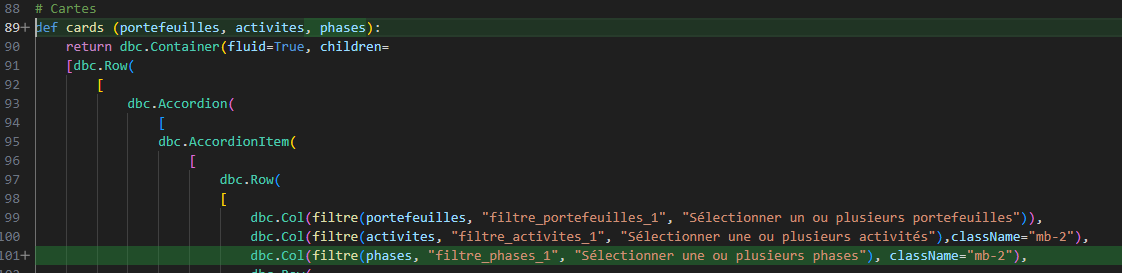 88 # Cartes
89+ def cards (portefeuilles, activites, phases):
90 return dbc.Container(fluid=True, children=
91 [dbc.Row(
92 [
93 dbc.Accordion(
94 [
95 dbc.AccordionItem(
96 [
97 dbc.Row(
98 [
99 dbc.Col(filtre(portefeuilles, "filtre_portefeuilles_1", "Sélectionner un ou plusieurs portefeuilles")),
100 dbc.Col(filtre(activites, "filtre_activites_1", "Sélectionner une ou plusieurs activités"),className="mb-2"),
101+ dbc.Col(filtre(phases, "filtre_phases_1", "Sélectionner une ou plusieurs phases"), className="mb-2"),
dbc.Row(